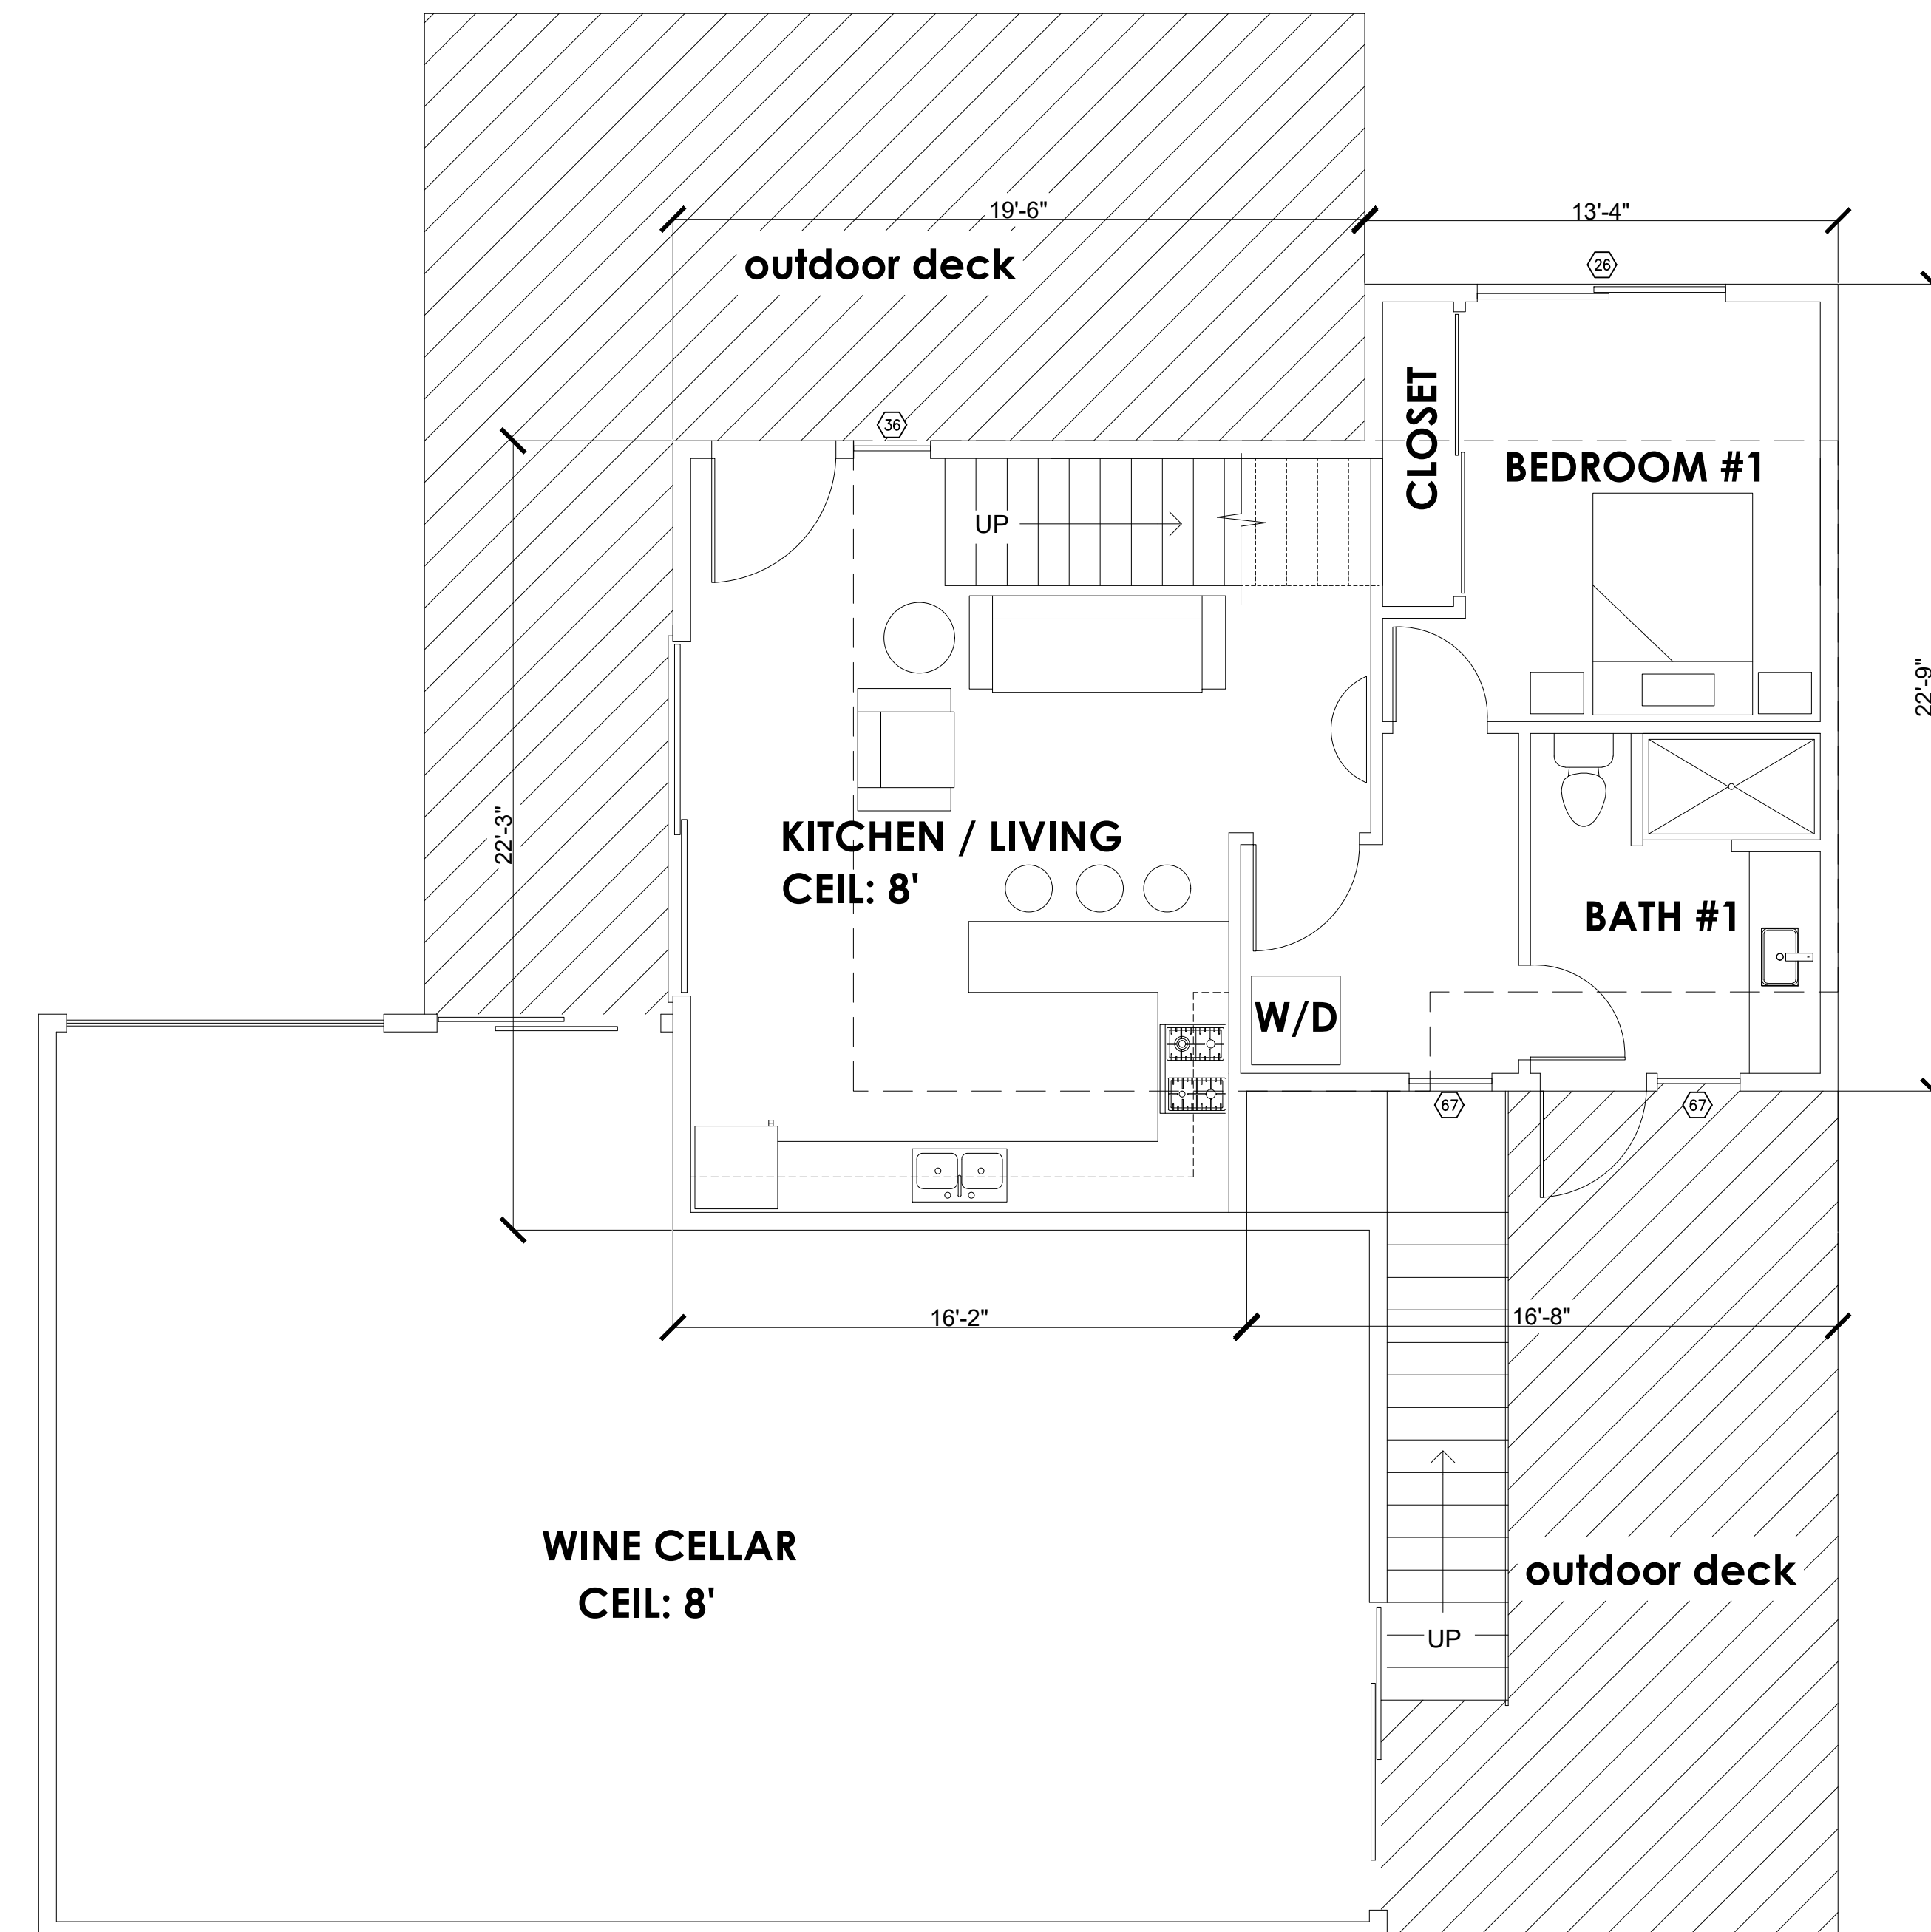 19'-6"
13'-4"
outdoor deck
26
CLOSET
36
BEDROOM #1
UP
22'-9"
22'-3"
KITCHEN / LIVING
CEIL: 8'
BATH #1
W/D
67
67
16'-2"
16'-8"
WINE CELLAR
CEIL: 8'
outdoor deck
UP